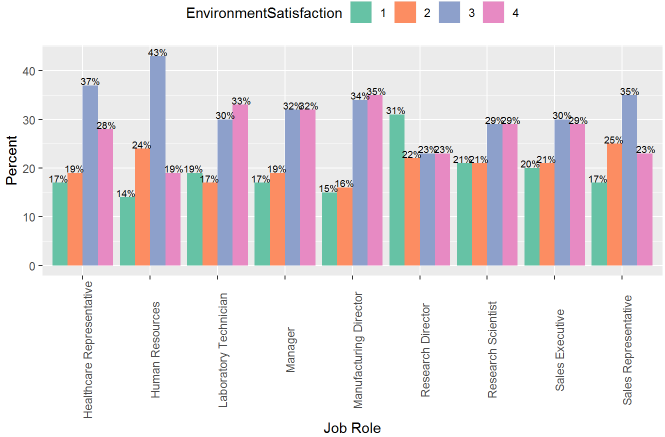 EnvironmentSatisfaction 1 2 3 4
Percent
40
30
20
10
0
17% 19% 37% 28%
14% 24% 43% 19%
19% 17% 30% 33%
17% 19% 32% 32%
15% 16% 34% 35%
31% 22% 23% 23%
21% 21% 29% 29%
20% 21% 30% 29%
17% 25% 35% 23%
Healthcare Representative
Human Resources
Laboratory Technician
Manager
Manufacturing Director
Research Director
Research Scientist
Sales Executive
Sales Representative
Job Role